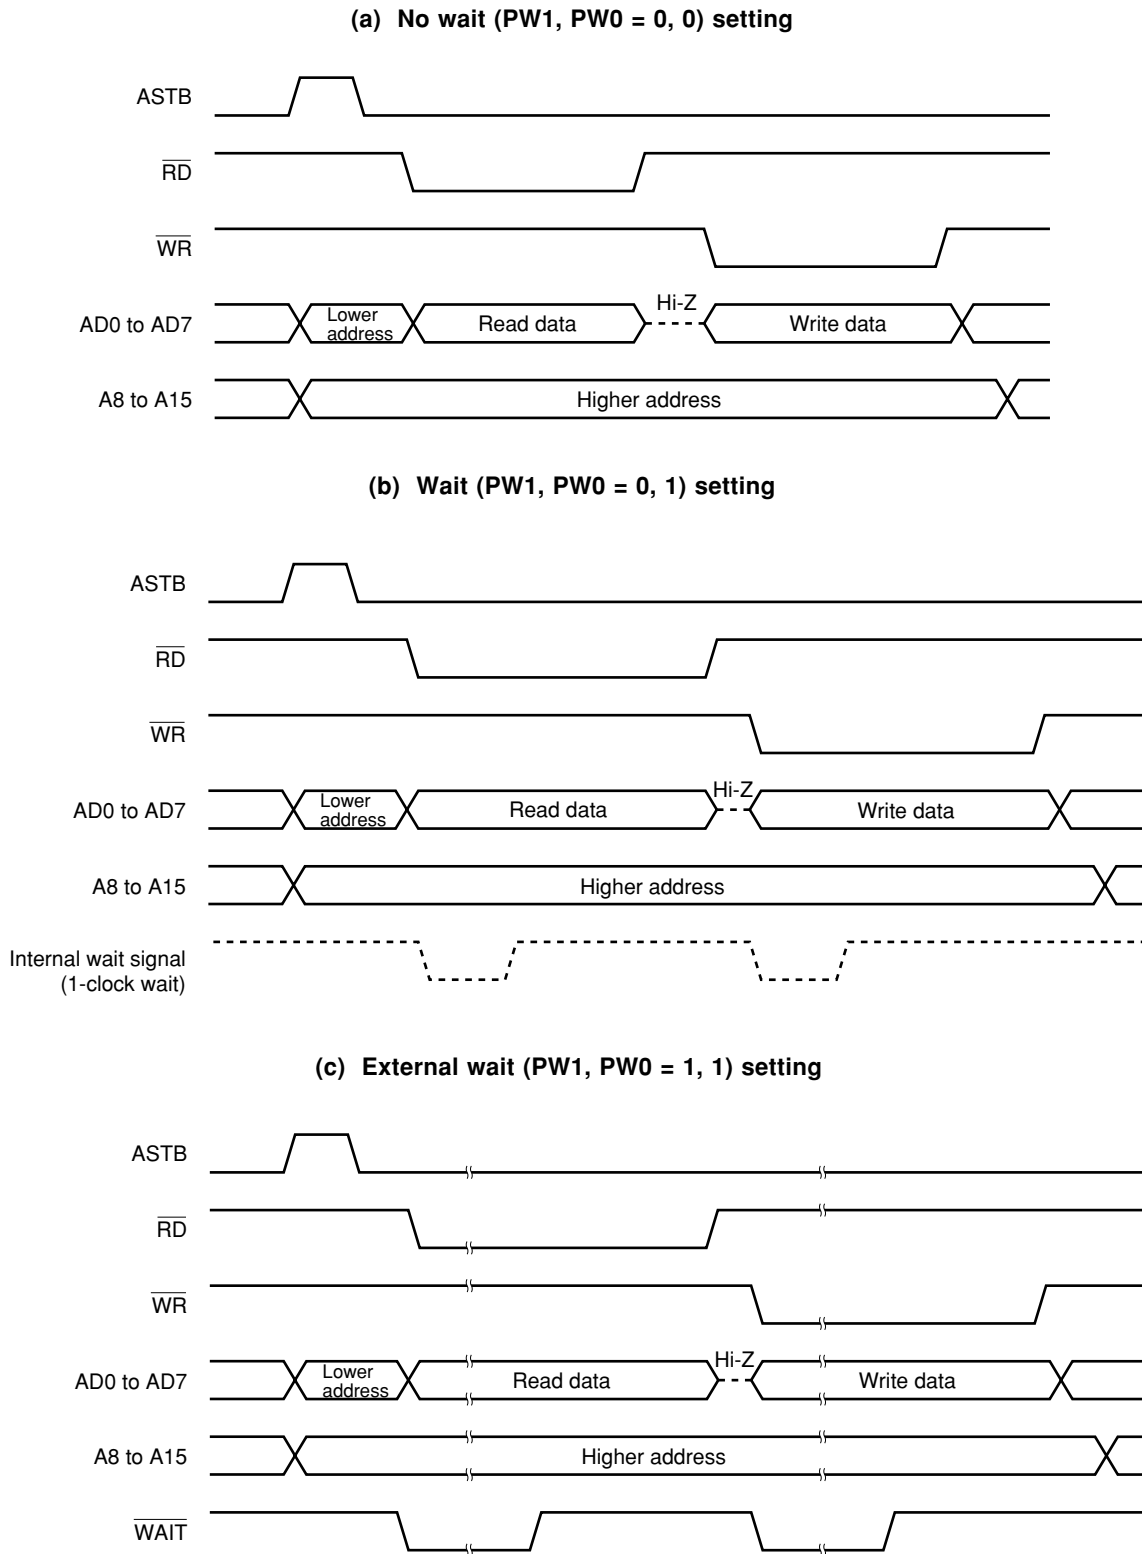 (a) No wait (PW1, PW0 = 0, 0) setting
ASTB
RD
WR
Hi-Z
AD0 to AD7
Lower
address
Read data
Write data
A8 to A15
Higher address
(b) Wait (PW1, PW0 = 0, 1) setting
ASTB
RD
WR
Hi-Z
AD0 to AD7
Lower
address
Read data
Write data
A8 to A15
Higher address
Internal wait signal
(1-clock wait)
(c) External wait (PW1, PW0 = 1, 1) setting
ASTB
RD
WR
Hi-Z
AD0 to AD7
Lower
address
Read data
Write data
A8 to A15
Higher address
WAIT